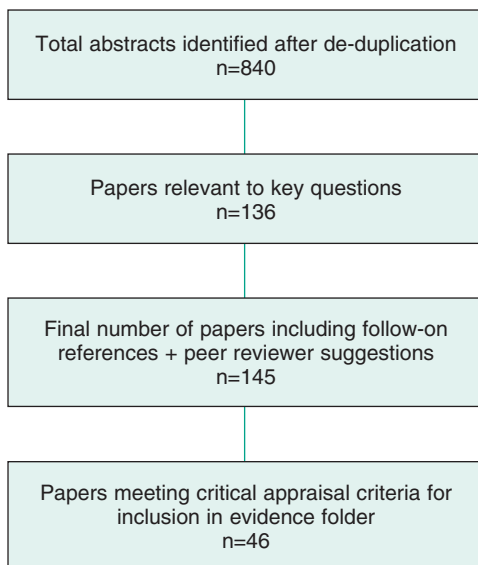 Total abstracts identified after de-duplication
n=840
Papers relevant to key questions
n=136
Final number of papers including follow-on
references + peer reviewer suggestions
n=145
Papers meeting critical appraisal criteria for
inclusion in evidence folder
n=46